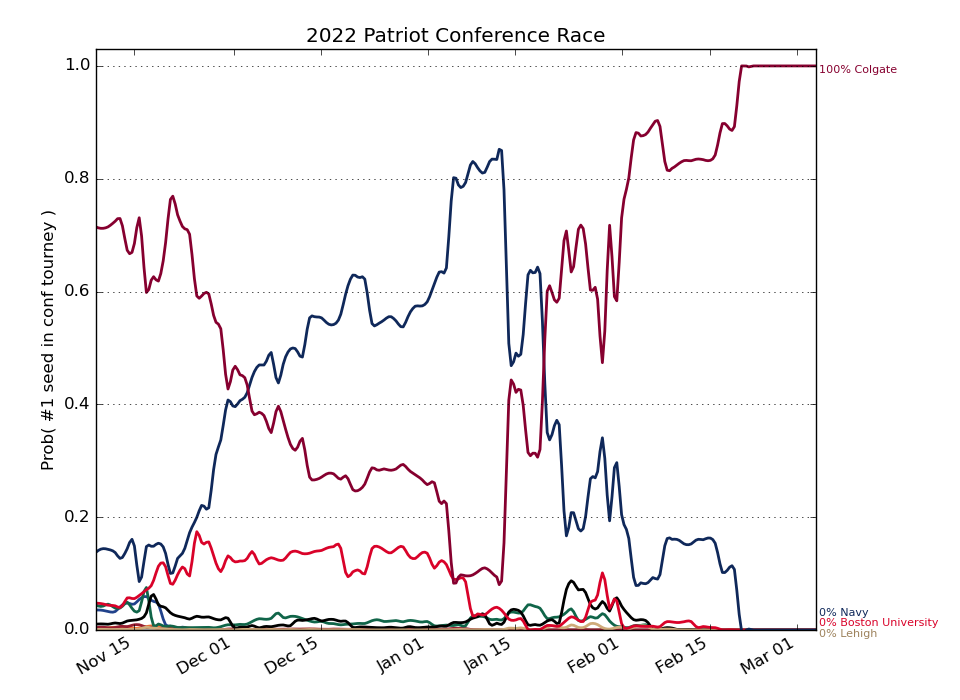 2022 Patriot Conference Race
Prob( #1 seed in conf tourney )
1.0
0.8
0.6
0.4
0.2
0.0
Nov 15
Dec 01
Dec 15
Jan 01
Jan 15
Feb 01
Feb 15
Mar 01
100% Colgate
0% Navy
0% Boston University
0% Lehigh